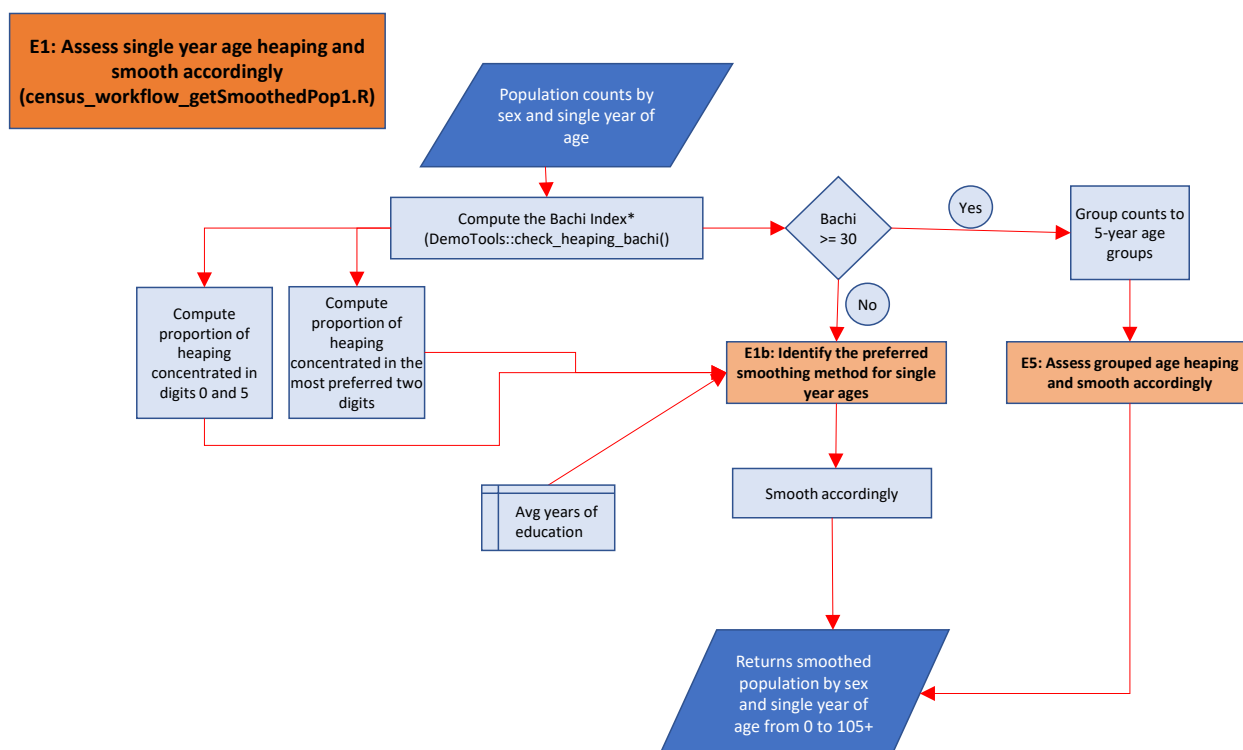 E1: Assess single year age heaping and
smooth accordingly
(census_workflow_getSmoothedPop1.R)
Population counts by
sex and single year of
age
Compute the Bachi Index*
(DemoTools::check_heaping_bachi()
Bachi
>= 30
Yes
Group counts to
5-year age
groups
No
Compute
proportion of
heaping
concentrated in
digits 0 and 5
Compute
proportion of
heaping
concentrated in the
most preferred two
digits
E1b: Identify the preferred
smoothing method for single
year ages
E5: Assess grouped age heaping
and smooth accordingly
Avg years of
education
Smooth accordingly
Returns smoothed
population by sex
and single year of
age from 0 to 105+